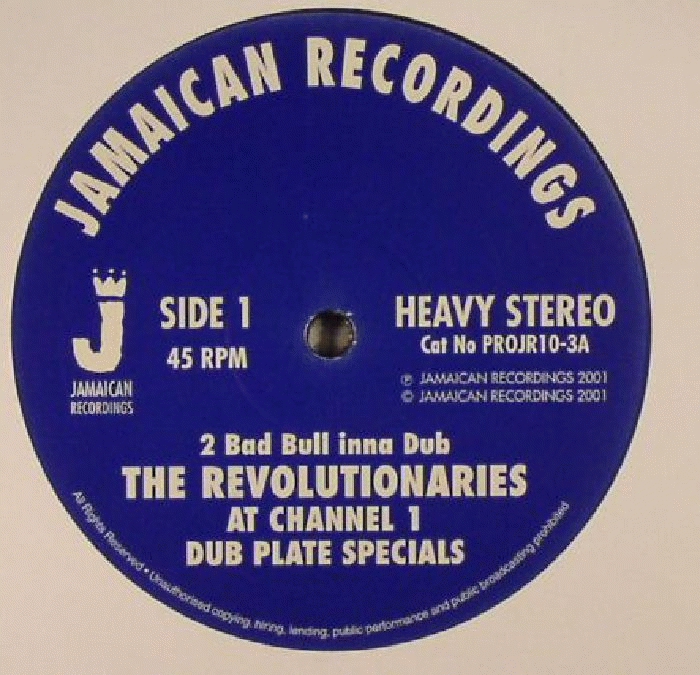 JAMAICAN RECORDINGS
J
JAMAICAN
RECORDINGS
SIDE 1
45 RPM
HEAVY STEREO
Cat No PROJR10-3A
℗ JAMAICAN RECORDINGS 2001
© JAMAICAN RECORDINGS 2001
2 Bad Bull inna Dub
THE REVOLUTIONARIES
AT CHANNEL 1
DUB PLATE SPECIALS
All Rights Reserved • Unauthorised copying, hiring, lending, public performance and public broadcasting prohibited